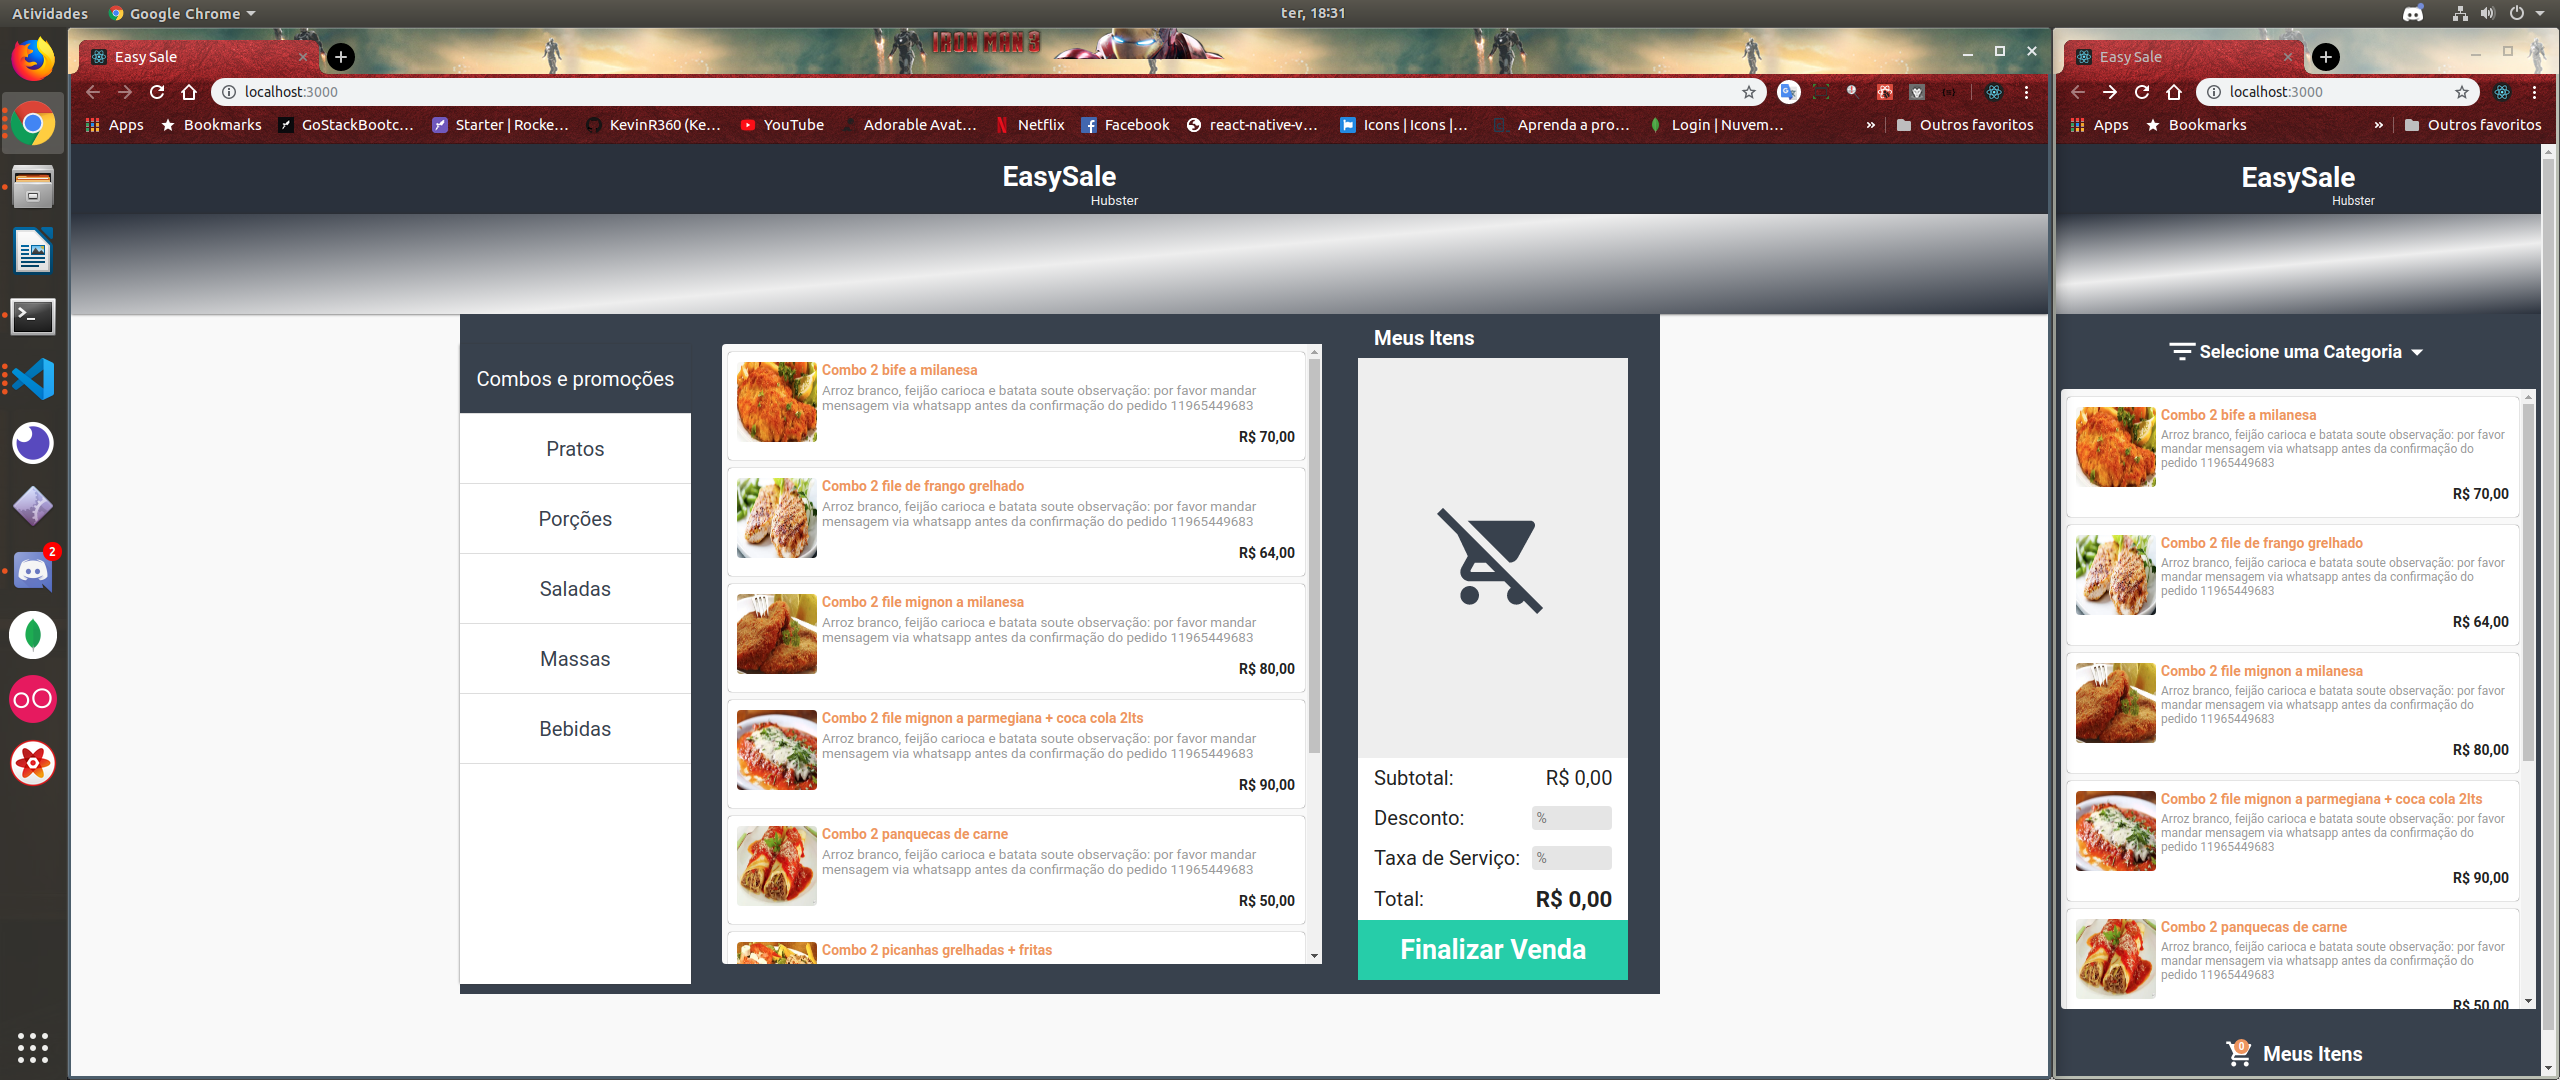 Atividades
Google Chrome
ter, 18:31
IRON MAN 3
Easy Sale
localhost:3000
Apps
Bookmarks
GoStackBootc...
Starter | Rocke...
KevinR360 (Ke...
YouTube
Adorable Avat...
Netflix
Facebook
react-native-v...
Icons | Icons |...
Aprenda a pro...
Login | Nuvem...
»
Outros favoritos
EasySale
Hubster
Combos e promoções
Pratos
Porções
Saladas
Massas
Bebidas
Combo 2 bife a milanesa
Arroz branco, feijão carioca e batata soute observação: por favor mandar
mensagem via whatsapp antes da confirmação do pedido 11965449683
R$ 70,00
Combo 2 file de frango grelhado
Arroz branco, feijão carioca e batata soute observação: por favor mandar
mensagem via whatsapp antes da confirmação do pedido 11965449683
R$ 64,00
Combo 2 file mignon a milanesa
Arroz branco, feijão carioca e batata soute observação: por favor mandar
mensagem via whatsapp antes da confirmação do pedido 11965449683
R$ 80,00
Combo 2 file mignon a parmegiana + coca cola 2lts
Arroz branco, feijão carioca e batata soute observação: por favor mandar
mensagem via whatsapp antes da confirmação do pedido 11965449683
R$ 90,00
Combo 2 panquecas de carne
Arroz branco, feijão carioca e batata soute observação: por favor mandar
mensagem via whatsapp antes da confirmação do pedido 11965449683
R$ 50,00
Combo 2 picanhas grelhadas + fritas
Meus Itens
Subtotal: R$ 0,00
Desconto: %
Taxa de Serviço: %
Total: R$ 0,00
Finalizar Venda
2
Easy Sale
localhost:3000
Apps
Bookmarks
»
Outros favoritos
EasySale
Hubster
Selecione uma Categoria
Combo 2 bife a milanesa
Arroz branco, feijão carioca e batata soute observação: por favor
mandar mensagem via whatsapp antes da confirmação do
pedido 11965449683
R$ 70,00
Combo 2 file de frango grelhado
Arroz branco, feijão carioca e batata soute observação: por favor
mandar mensagem via whatsapp antes da confirmação do
pedido 11965449683
R$ 64,00
Combo 2 file mignon a milanesa
Arroz branco, feijão carioca e batata soute observação: por favor
mandar mensagem via whatsapp antes da confirmação do
pedido 11965449683
R$ 80,00
Combo 2 file mignon a parmegiana + coca cola 2lts
Arroz branco, feijão carioca e batata soute observação: por favor
mandar mensagem via whatsapp antes da confirmação do
pedido 11965449683
R$ 90,00
Combo 2 panquecas de carne
Arroz branco, feijão carioca e batata soute observação: por favor
mandar mensagem via whatsapp antes da confirmação do
pedido 11965449683
R$ 50,00
0
Meus Itens